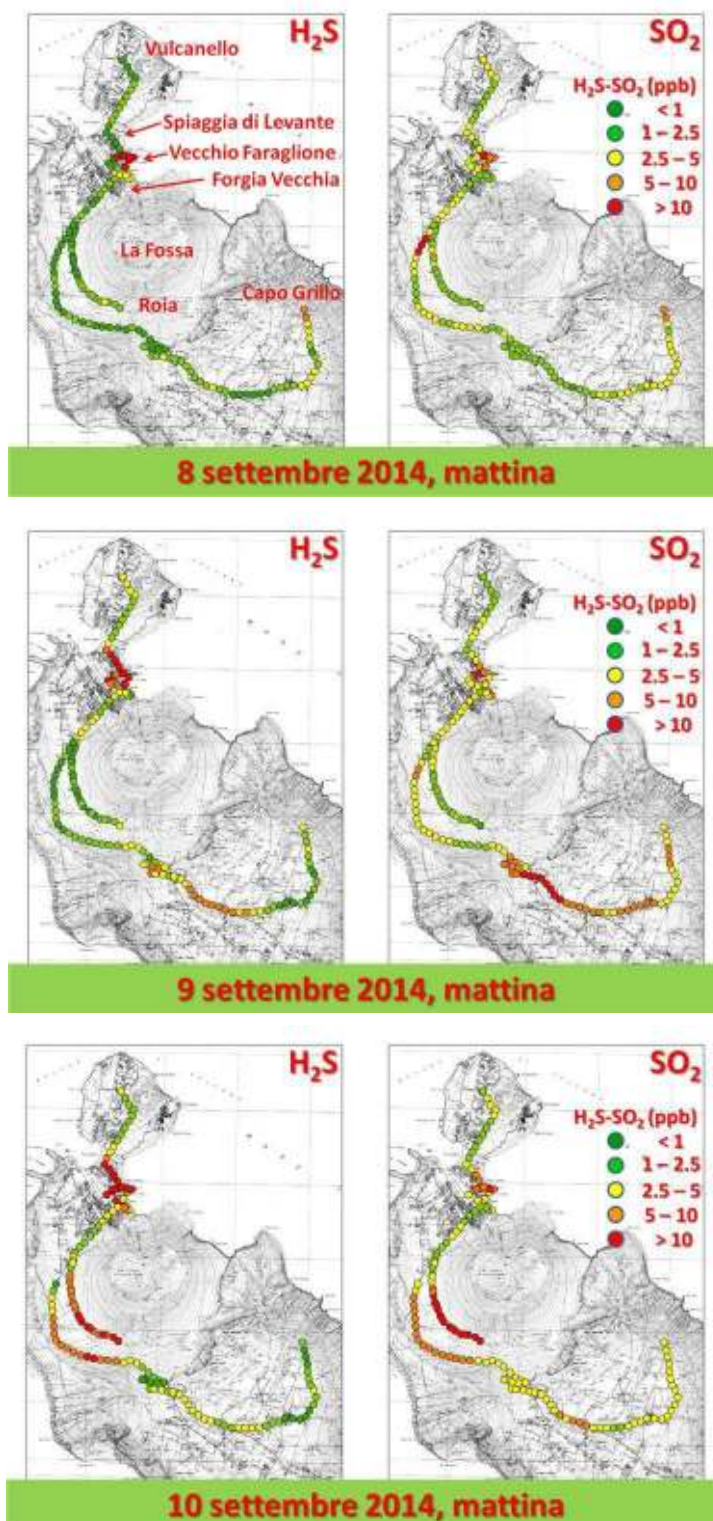 H₂S
SO₂
Vulcanello
Spiaggia di Levante
Vecchio Faraglione
Forgia Vecchia
La Fossa
Roia
Capo Grillo
H₂S-SO₂ (ppb)
< 1
1 – 2.5
2.5 – 5
5 – 10
> 10
8 settembre 2014, mattina
H₂S
SO₂
H₂S-SO₂ (ppb)
< 1
1 – 2.5
2.5 – 5
5 – 10
> 10
9 settembre 2014, mattina
H₂S
SO₂
H₂S-SO₂ (ppb)
< 1
1 – 2.5
2.5 – 5
5 – 10
> 10
10 settembre 2014, mattina